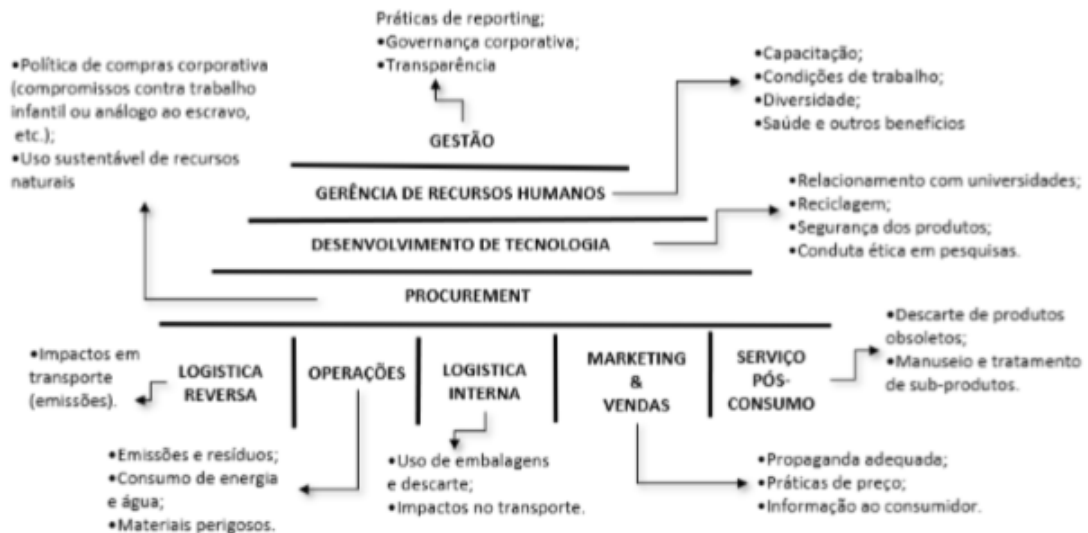 Práticas de reporting;
•Governança corporativa;
•Transparência
•Política de compras corporativa
(compromissos contra trabalho
infantil ou análogo ao escravo,
etc.);
•Uso sustentável de recursos
naturais
•Capacitação;
•Condições de trabalho;
•Diversidade;
•Saúde e outros benefícios
GESTÃO
GERÊNCIA DE RECURSOS HUMANOS
•Relacionamento com universidades;
•Reciclagem;
•Segurança dos produtos;
•Conduta ética em pesquisas.
DESENVOLVIMENTO DE TECNOLOGIA
PROCUREMENT
•Descarte de produtos
obsoletos;
•Manuseio e tratamento
de sub-produtos.
•Impactos em
transporte
(emissões).
LOGISTICA
REVERSA
OPERAÇÕES
LOGISTICA
INTERNA
MARKETING
&
VENDAS
SERVIÇO
PÓS-
CONSUMO
•Emissões e resíduos;
•Consumo de energia
e água;
•Materiais perigosos.
•Uso de embalagens
e descarte;
•Impactos no transporte.
•Propaganda adequada;
•Práticas de preço;
•Informação ao consumidor.